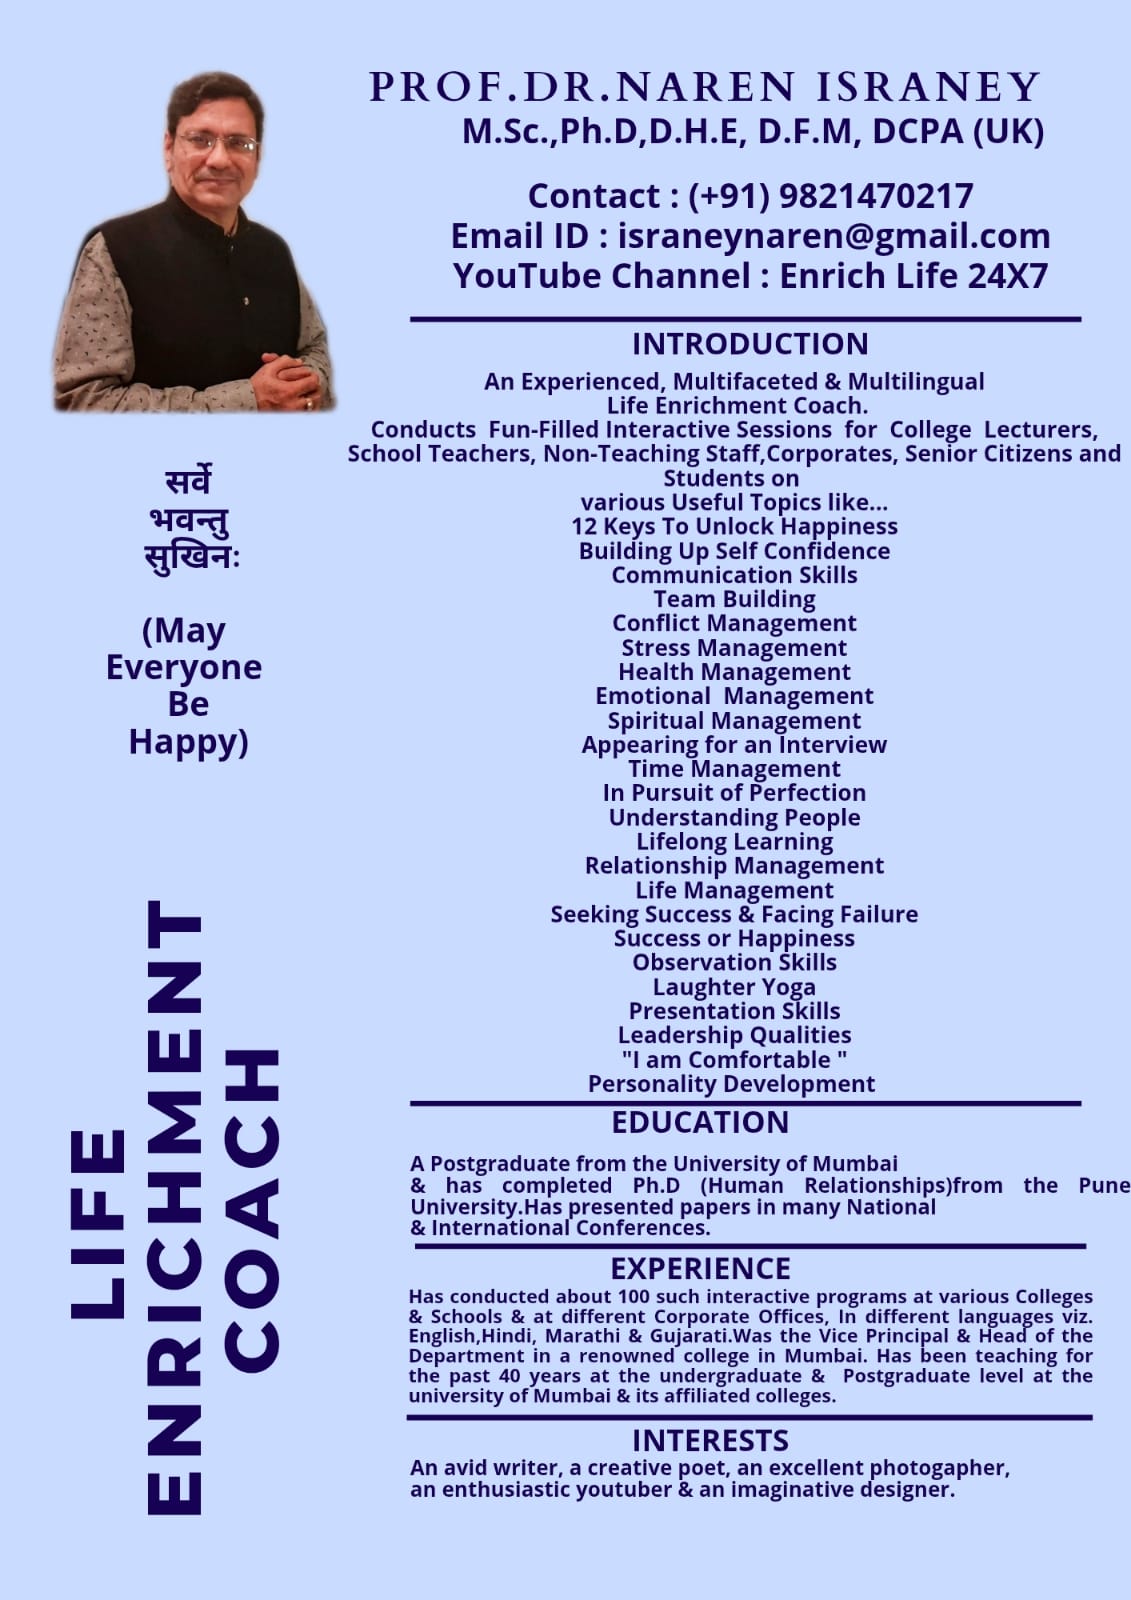 PROF.DR.NAREN ISRANEY
M.Sc.,Ph.D,D.H.E, D.F.M, DCPA (UK)
Contact : (+91) 9821470217
Email ID : israneynaren@gmail.com
YouTube Channel : Enrich Life 24X7
सर्वे
भवन्तु
सुखिनः
(May
Everyone
Be
Happy)
LIFE
ENRICHMENT
COACH
INTRODUCTION
An Experienced, Multifaceted & Multilingual
Life Enrichment Coach.
Conducts Fun-Filled Interactive Sessions for College Lecturers,
School Teachers, Non-Teaching Staff,Corporates, Senior Citizens and
Students on
various Useful Topics like...
12 Keys To Unlock Happiness
Building Up Self Confidence
Communication Skills
Team Building
Conflict Management
Stress Management
Health Management
Emotional Management
Spiritual Management
Appearing for an Interview
Time Management
In Pursuit of Perfection
Understanding People
Lifelong Learning
Relationship Management
Life Management
Seeking Success & Facing Failure
Success or Happiness
Observation Skills
Laughter Yoga
Presentation Skills
Leadership Qualities
"I am Comfortable "
Personality Development
EDUCATION
A Postgraduate from the University of Mumbai
& has completed Ph.D (Human Relationships)from the Pune
University.Has presented papers in many National
& International Conferences.
EXPERIENCE
Has conducted about 100 such interactive programs at various Colleges
& Schools & at different Corporate Offices, In different languages viz.
English,Hindi, Marathi & Gujarati.Was the Vice Principal & Head of the
Department in a renowned college in Mumbai. Has been teaching for
the past 40 years at the undergraduate & Postgraduate level at the
university of Mumbai & its affiliated colleges.
INTERESTS
An avid writer, a creative poet, an excellent photogapher,
an enthusiastic youtuber & an imaginative designer.